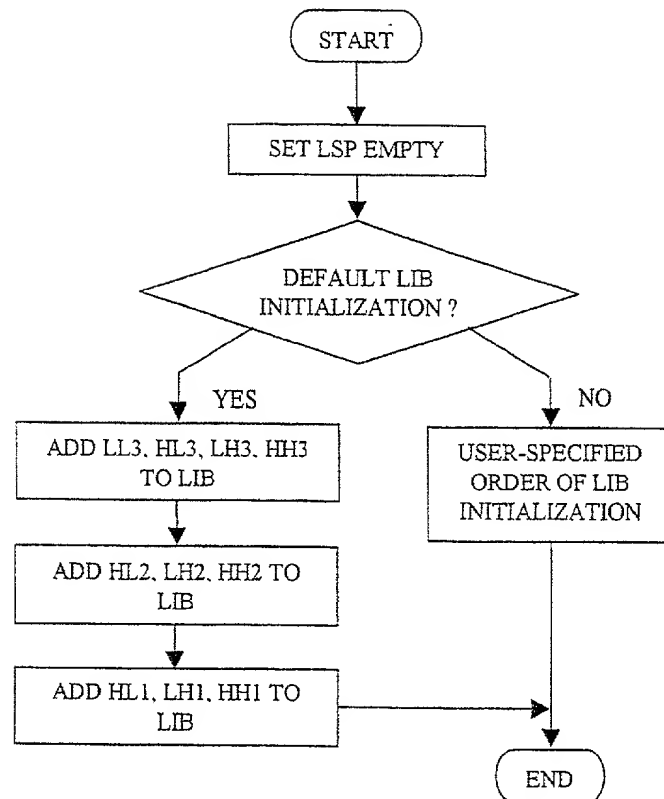 START
SET LSP EMPTY
DEFAULT LIB
INITIALIZATION ?
YES
NO
ADD LL3, HL3, LH3, HH3
TO LIB
USER-SPECIFIED
ORDER OF LIB
INITIALIZATION
ADD HL2, LH2, HH2 TO
LIB
ADD HL1, LH1, HH1 TO
LIB
END